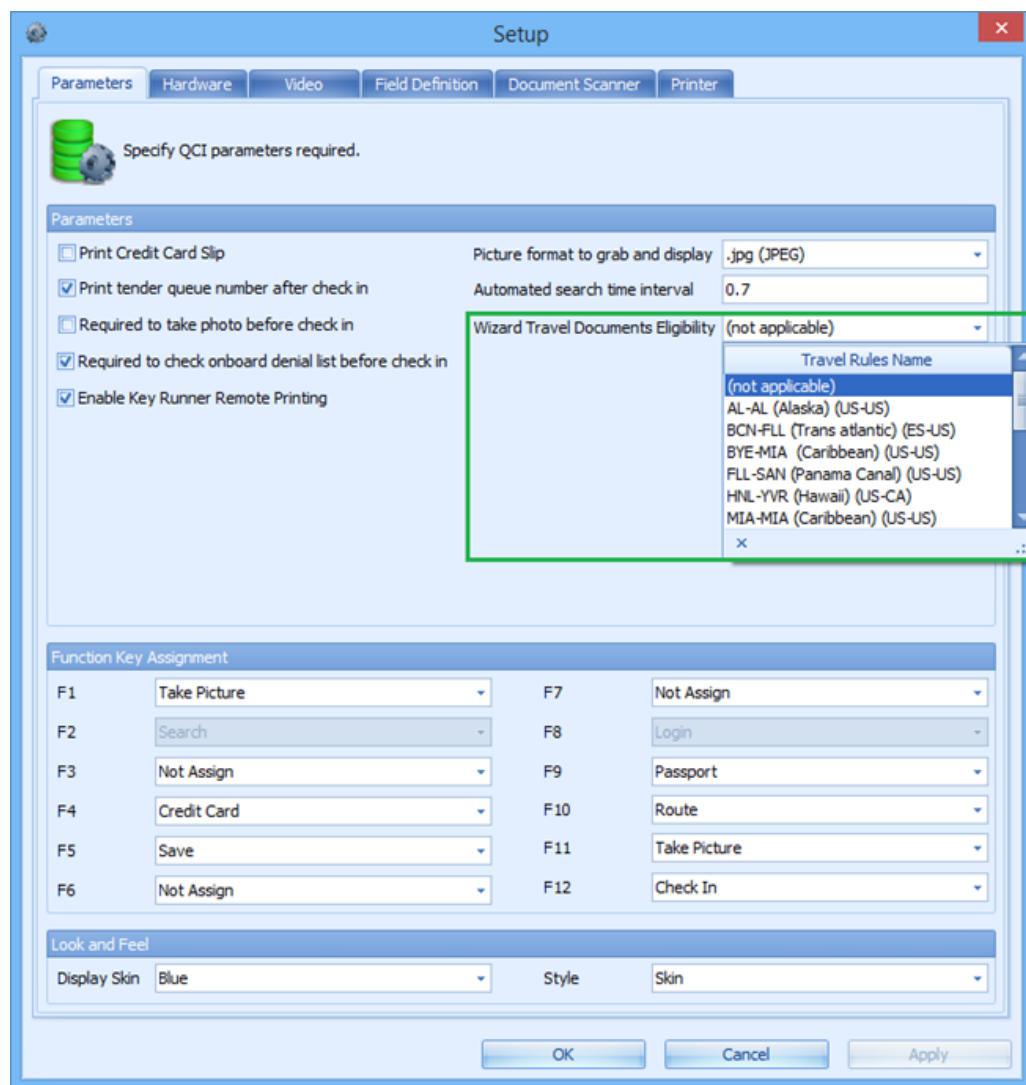 Setup
Parameters Hardware Video Field Definition Document Scanner Printer
Specify QCI parameters required.
Parameters
Print Credit Card Slip
Picture format to grab and display .jpg (JPEG)
Print tender queue number after check in
Automated search time interval 0.7
Required to take photo before check in
Wizard Travel Documents Eligibility (not applicable)
Required to check onboard denial list before check in
Travel Rules Name
Enable Key Runner Remote Printing
(not applicable)
AL-AL (Alaska) (US-US)
BCN-FLL (Trans atlantic) (ES-US)
BYE-MIA (Caribbean) (US-US)
FLL-SAN (Panama Canal) (US-US)
HNL-YVR (Hawaii) (US-CA)
MIA-MIA (Caribbean) (US-US)
Function Key Assignment
F1 Take Picture F7 Not Assign
F2 Search F8 Login
F3 Not Assign F9 Passport
F4 Credit Card F10 Route
F5 Save F11 Take Picture
F6 Not Assign F12 Check In
Look and Feel
Display Skin Blue Style Skin
OK Cancel Apply